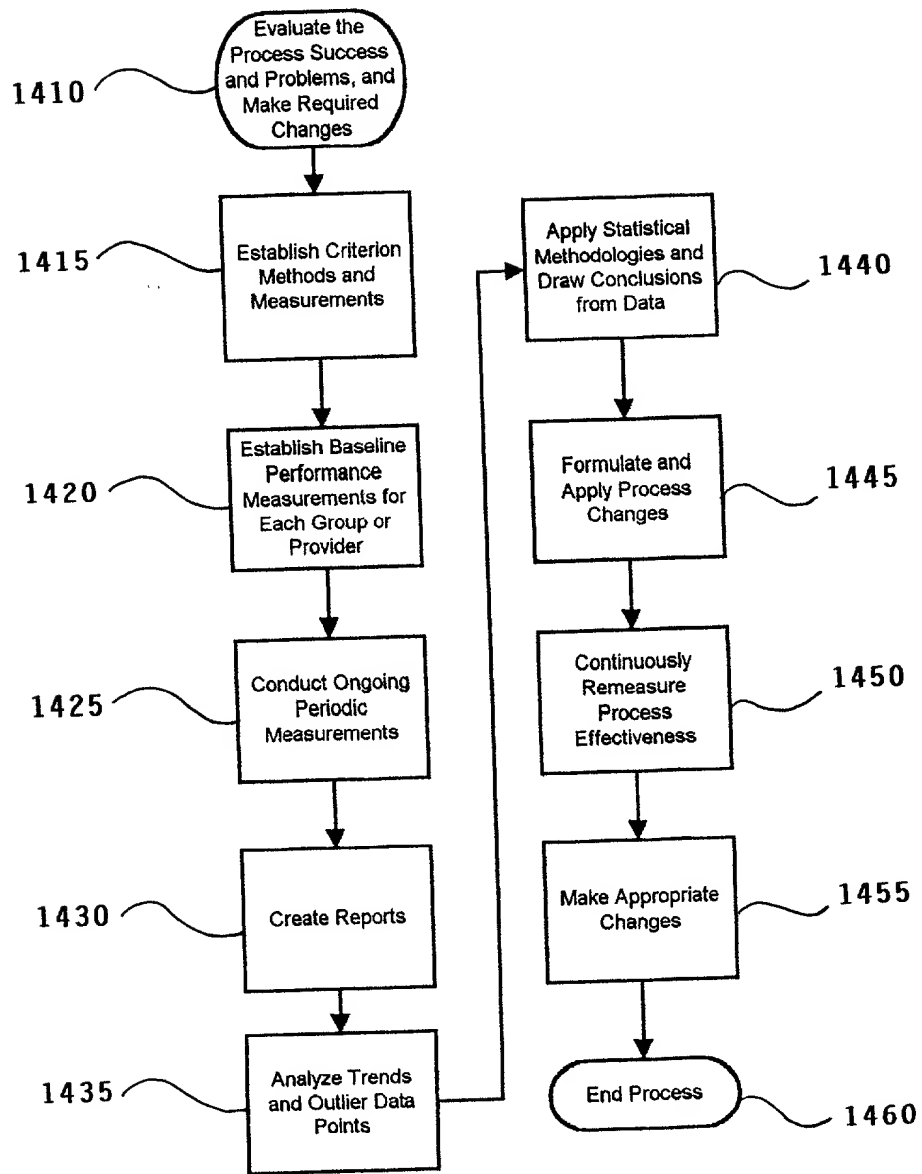 Evaluate the
Process Success
and Problems, and
Make Required
Changes
1410
Establish Criterion
Methods and
Measurements
1415
Establish Baseline
Performance
Measurements for
Each Group or
Provider
1420
Conduct Ongoing
Periodic
Measurements
1425
Create Reports
1430
Analyze Trends
and Outlier Data
Points
1435
Apply Statistical
Methodologies and
Draw Conclusions
from Data
1440
Formulate and
Apply Process
Changes
1445
Continuously
Remeasure
Process
Effectiveness
1450
Make Appropriate
Changes
1455
End Process
1460